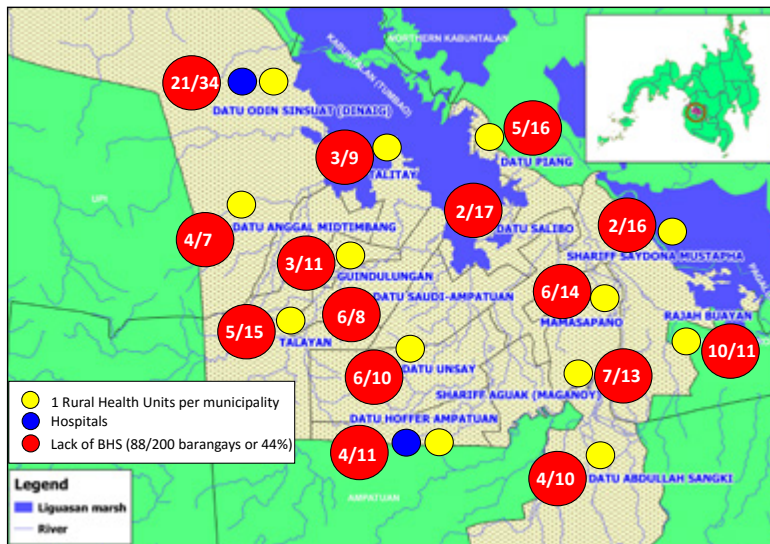 NORTHERN KABUNTALAN
KABUNTALAN (TUMBAO)
21/34
DATU ODIN SINSUAT (DINAIG)
5/16
DATU PIANG
3/9
TALITAY
UPI
2/17
DATU SALIBO
2/16
SHARIFF SAYDONA MUSTAPHA
4/7
DATU ANGGAL MIDTIMBANG
3/11
GUINDULUNGAN
DATU SAUDI-AMPATUAN
6/14
MAMASAPANO
RAJAH BUAYAN
6/8
5/15
TALAYAN
10/11
DATU UNSAY
6/10
SHARIFF AGUAK (MAGANOY)
7/13
1 Rural Health Units per municipality
Hospitals
Lack of BHS (88/200 barangays or 44%)
DATU HOFFER AMPATUAN
4/11
4/10
DATU ABDULLAH SANGKI
AMPATUAN
Legend
Liguasan marsh
River